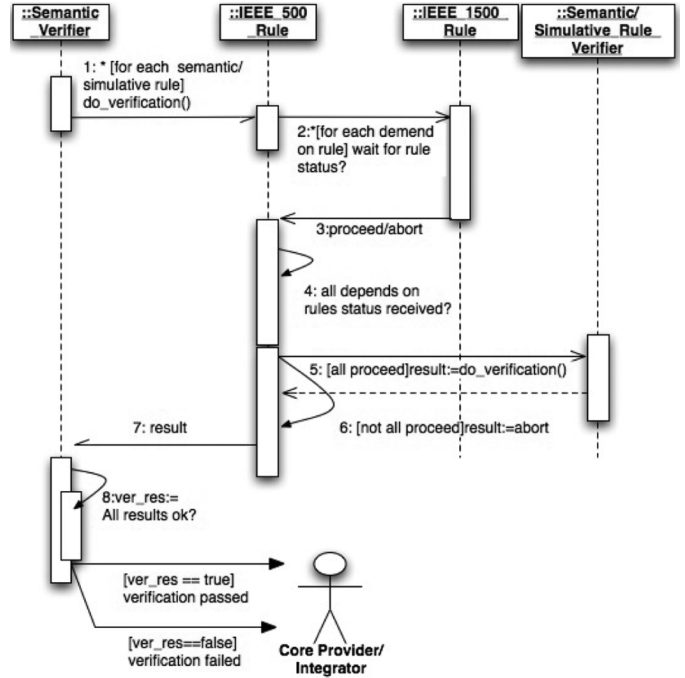 ::Semantic
_Verifier
::IEEE_500
_Rule
::IEEE_1500_
Rule
::Semantic/
Simulative_Rule_
Verifier
1: * [for each semantic/
simulative rule]
do_verification()
2:*[for each demend
on rule] wait for rule
status?
3:proceed/abort
4: all depends on
rules status received?
5: [all proceed]result:=do_verification()
6: [not all proceed]result:=abort
7: result
8:ver_res:=
All results ok?
[ver_res == true]
verification passed
[ver_res==false]
verification failed
Core Provider/
Integrator